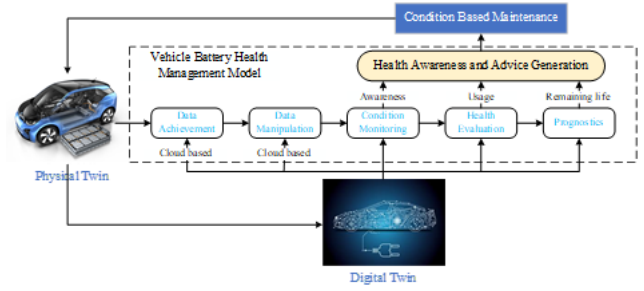 Condition Based Maintenance
Vehicle Battery Health
Management Model
Health Awareness and Advice Generation
Awareness
Usage
Remaining life
Data
Achievement
Data
Manipulation
Condition
Monitoring
Health
Evaluation
Prognostics
Cloud based
Cloud based
Physical Twin
Digital Twin